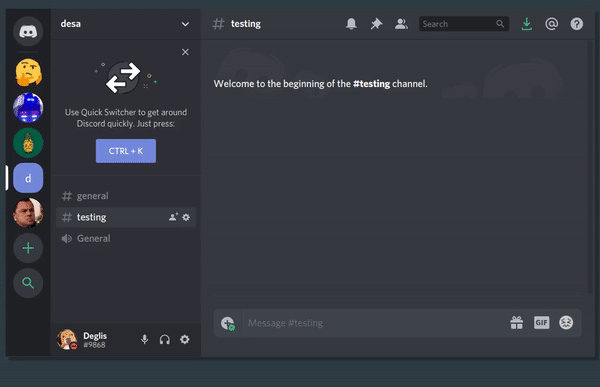 desa
# testing
Search
Use Quick Switcher to get around
Discord quickly. Just press:
CTRL + K
Welcome to the beginning of the #testing channel.
d
# general
# testing
General
Deglis
#9868
Message #testing
GIF